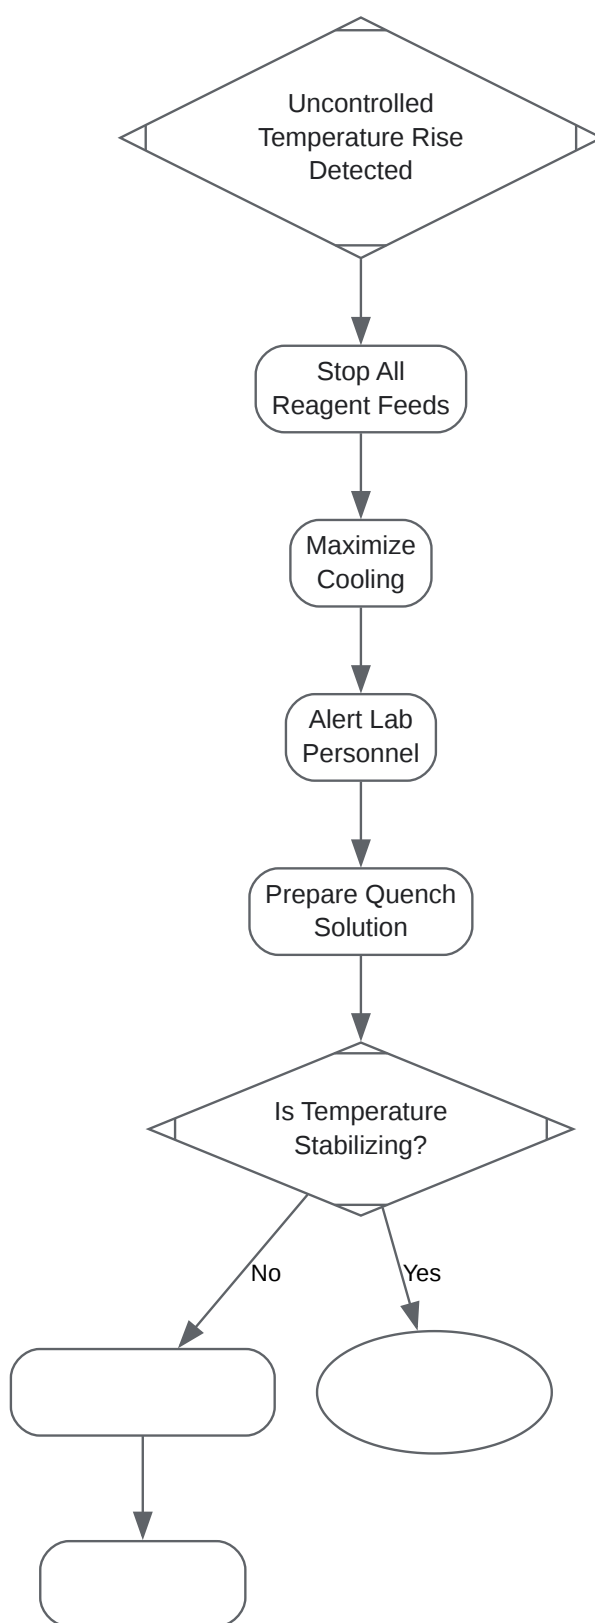 Uncontrolled
Temperature Rise
Detected
Stop All
Reagent Feeds
Maximize
Cooling
Alert Lab
Personnel
Prepare Quench
Solution
Is Temperature
Stabilizing?
No
Yes